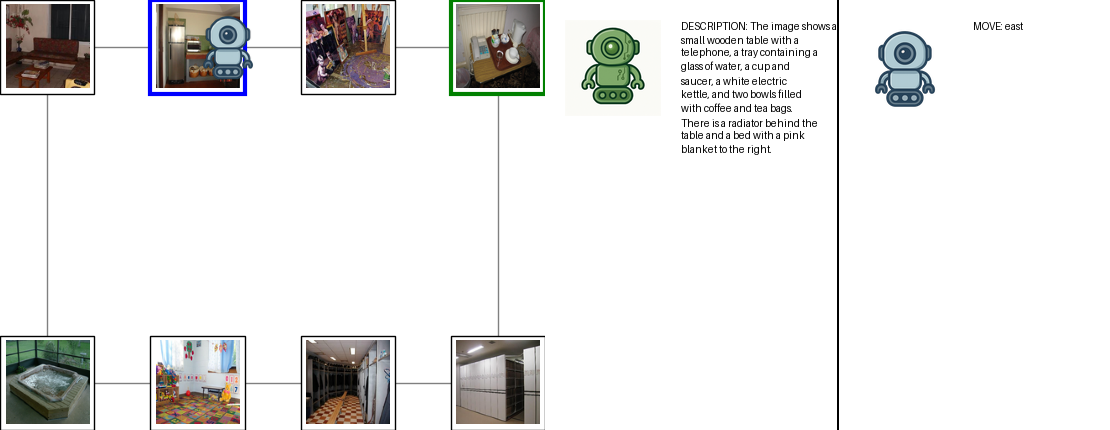 DESCRIPTION: The image shows a
small wooden table with a
telephone, a tray containing a
glass of water, a cup and
saucer, a white electric
kettle, and two bowls filled
with coffee and tea bags.
There is a radiator behind the
table and a bed with a pink
blanket to the right.
MOVE: east